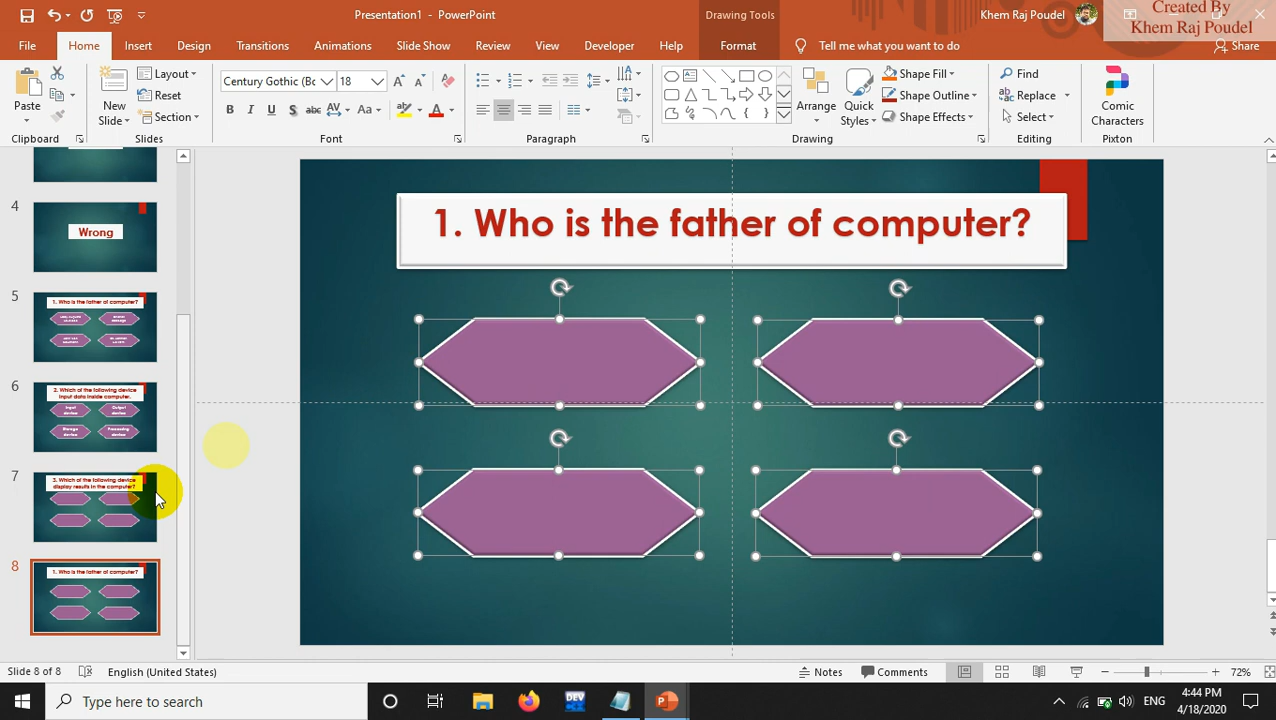 Presentation1 - PowerPoint
Drawing Tools
Khem Raj Poudel
Created By
Khem Raj Poudel
File
Home
Insert
Design
Transitions
Animations
Slide Show
Review
View
Developer
Help
Format
Tell me what you want to do
Share
Paste
Clipboard
New
Slide
Layout
Reset
Section
Slides
Century Gothic (Bo
18
Font
Paragraph
Arrange
Quick
Styles
Shape Fill
Shape Outline
Shape Effects
Drawing
Find
Replace
Select
Editing
Comic
Characters
Pixton
4
Wrong
5
1. Who is the father of computer?
6
2. Which of the following device
input data inside computer.
Input
device
Output
device
Storage
device
Processing
device
7
3. Which of the following device
display results in the computer?
8
1. Who is the father of computer?
1. Who is the father of computer?
Slide 8 of 8
English (United States)
Notes
Comments
72%
Type here to search
DEV
ENG
4:44 PM
4/18/2020